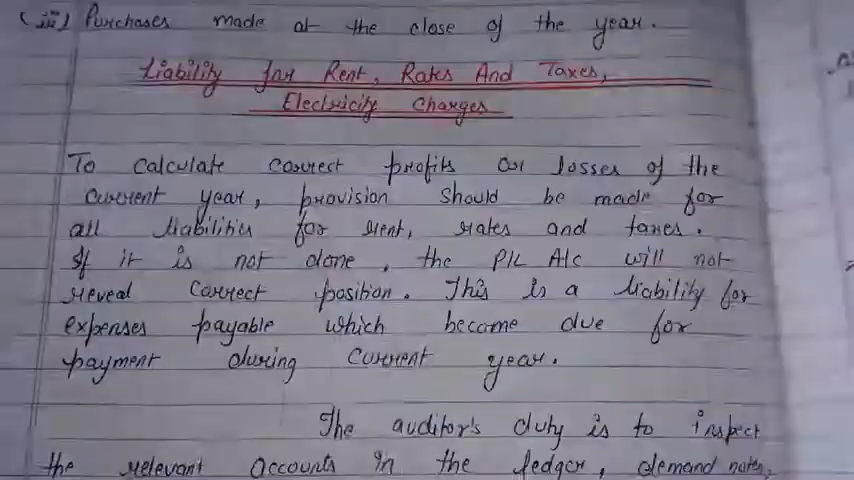 (iii) Purchases made at the close of the year.
Liability for Rent, Rates And Taxes,
Electricity Charges
To calculate correct profits or losses of the
current year, provision should be made for
all liabilities for rent, rates and taxes.
If it is not done, the P/L A/c will not
reveal correct position. This is a liability for
expenses payable which become due for
payment during current year.
The auditor's duty is to inspect
the relevant accounts in the ledger, demand notes,